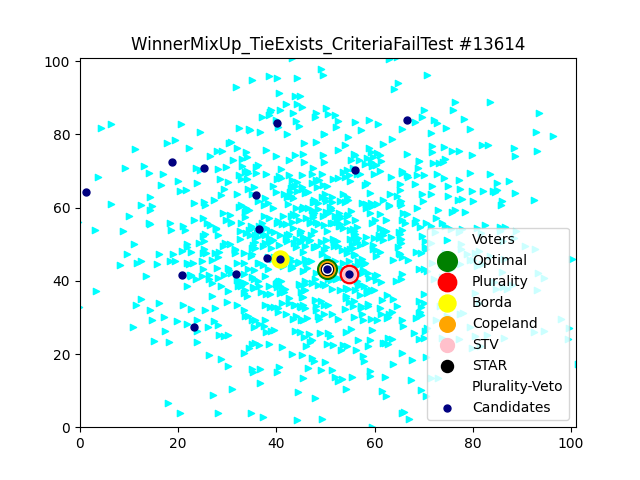 WinnerMixUp_TieExists_CriteriaFailTest #13614
100
80
60
40
20
0
0
20
40
60
80
100
Voters
Optimal
Plurality
Borda
Copeland
STV
STAR
Plurality-Veto
Candidates